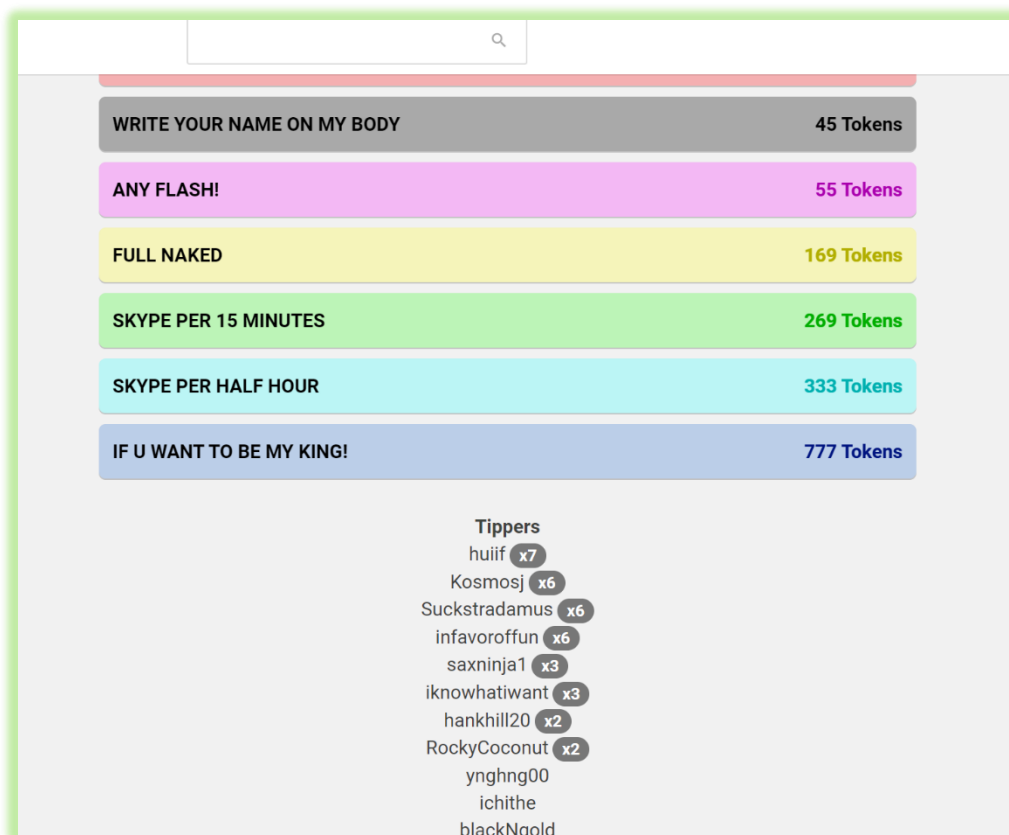 WRITE YOUR NAME ON MY BODY 45 Tokens
ANY FLASH! 55 Tokens
FULL NAKED 169 Tokens
SKYPE PER 15 MINUTES 269 Tokens
SKYPE PER HALF HOUR 333 Tokens
IF U WANT TO BE MY KING! 777 Tokens
Tippers
huiif x7
Kosmosj x6
Suckstradamus x6
infavoroffun x6
saxninja1 x3
iknowhatiwant x3
hankhill20 x2
RockyCoconut x2
ynghng00
ichithe
blackNgold